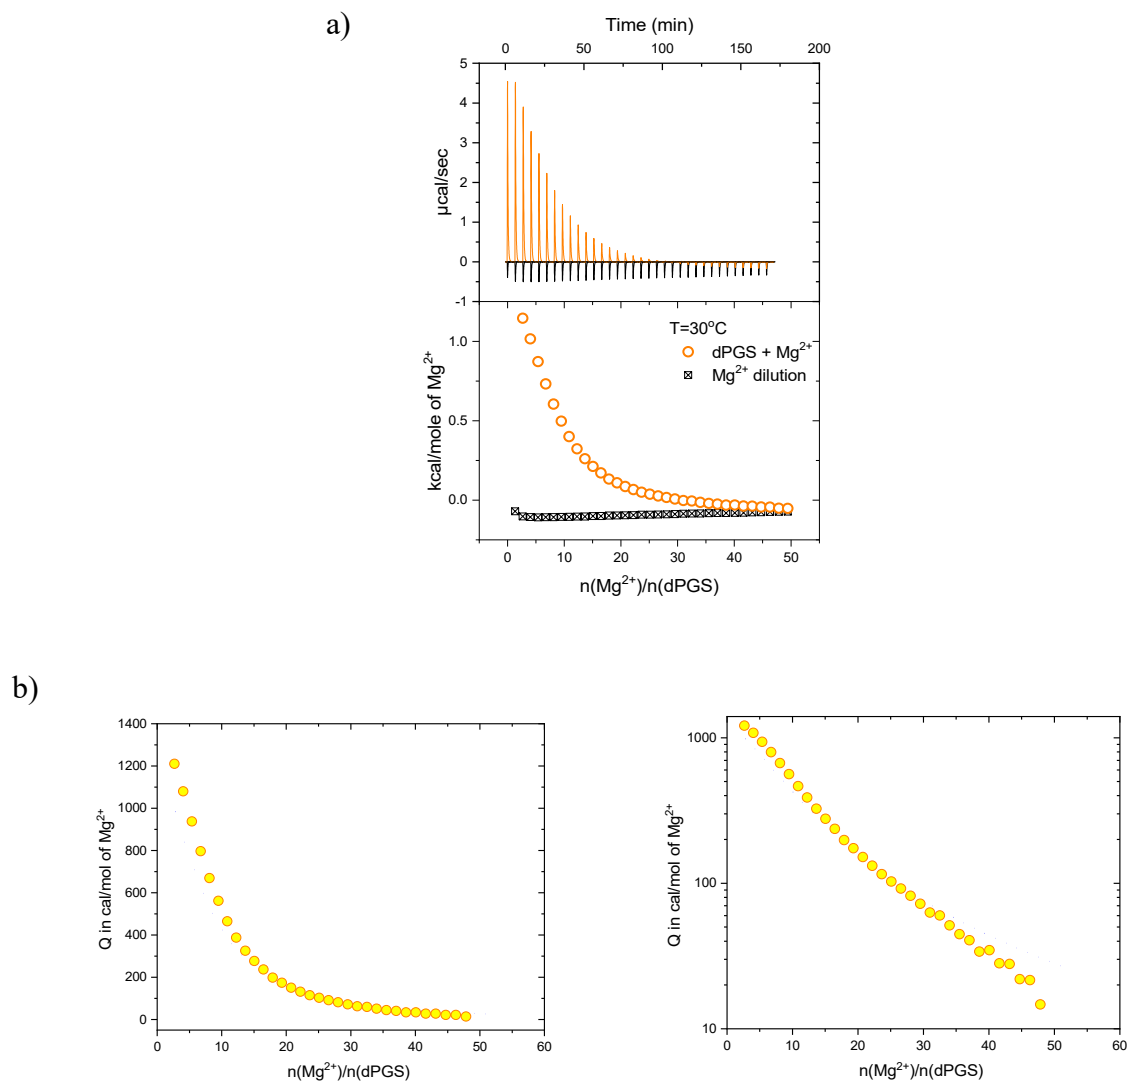 a)
Time (min)
0 50 100 150 200
5
4
3
2
1
0
-1
µcal/sec
T=30°C
dPGS + Mg²⁺
Mg²⁺ dilution
1.0
0.5
0.0
kcal/mole of Mg²⁺
0 10 20 30 40 50
n(Mg²⁺)/n(dPGS)
b)
1400
1200
1000
800
600
400
200
0
Q in cal/mol of Mg²⁺
0 10 20 30 40 50 60
n(Mg²⁺)/n(dPGS)
1000
100
10
Q in cal/mol of Mg²⁺
0 10 20 30 40 50 60
n(Mg²⁺)/n(dPGS)